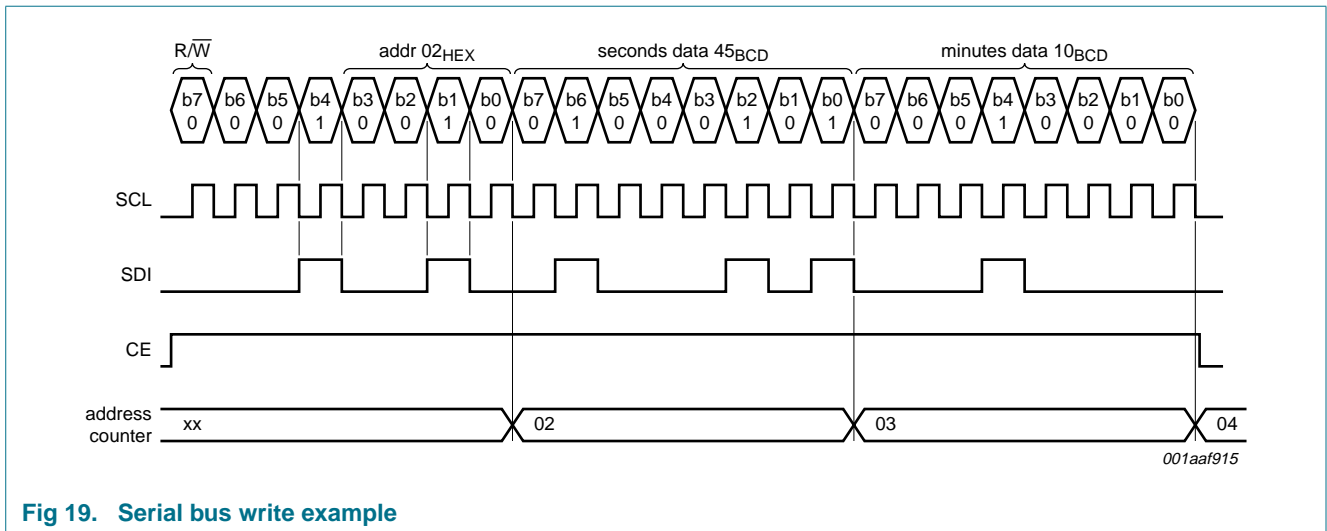 R/W addr 02HEX seconds data 45BCD minutes data 10BCD
b7 b6 b5 b4 b3 b2 b1 b0 b7 b6 b5 b4 b3 b2 b1 b0 b7 b6 b5 b4 b3 b2 b1 b0
0 0 0 1 0 0 1 0 0 1 0 0 0 1 0 1 0 0 0 1 0 0 0 0
SCL
SDI
CE
address
counter
xx 02 03 04
001aaf915
Fig 19. Serial bus write example